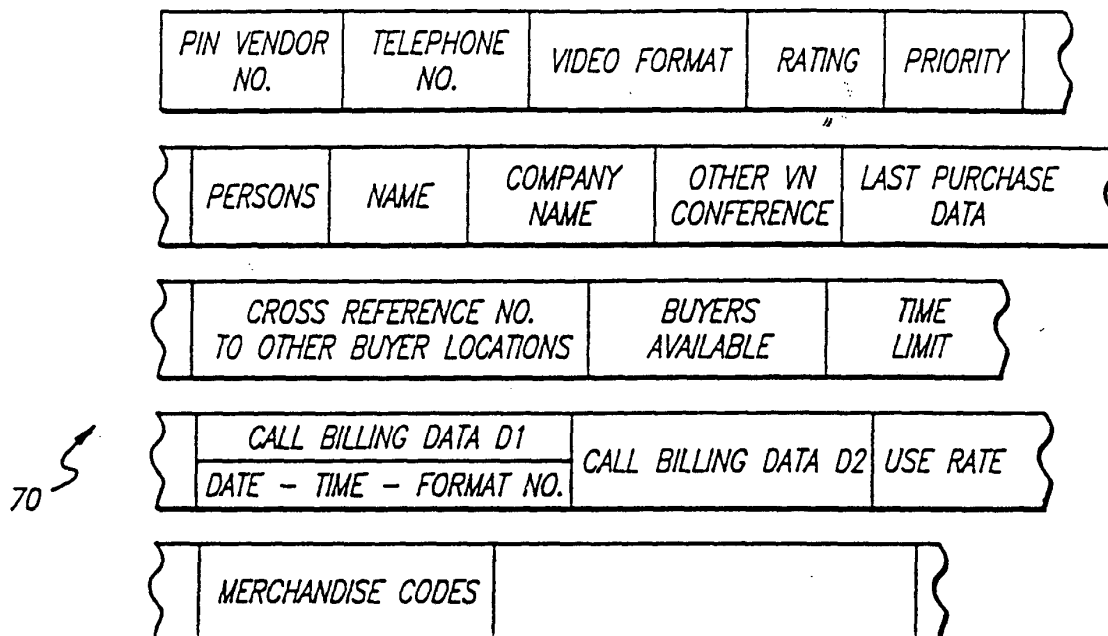 PIN VENDOR NO.
TELEPHONE NO.
VIDEO FORMAT
RATING
PRIORITY
PERSONS
NAME
COMPANY NAME
OTHER VN CONFERENCE
LAST PURCHASE DATA
CROSS REFERENCE NO.
TO OTHER BUYER LOCATIONS
BUYERS AVAILABLE
TIME LIMIT
70
CALL BILLING DATA D1
DATE – TIME – FORMAT NO.
CALL BILLING DATA D2
USE RATE
MERCHANDISE CODES